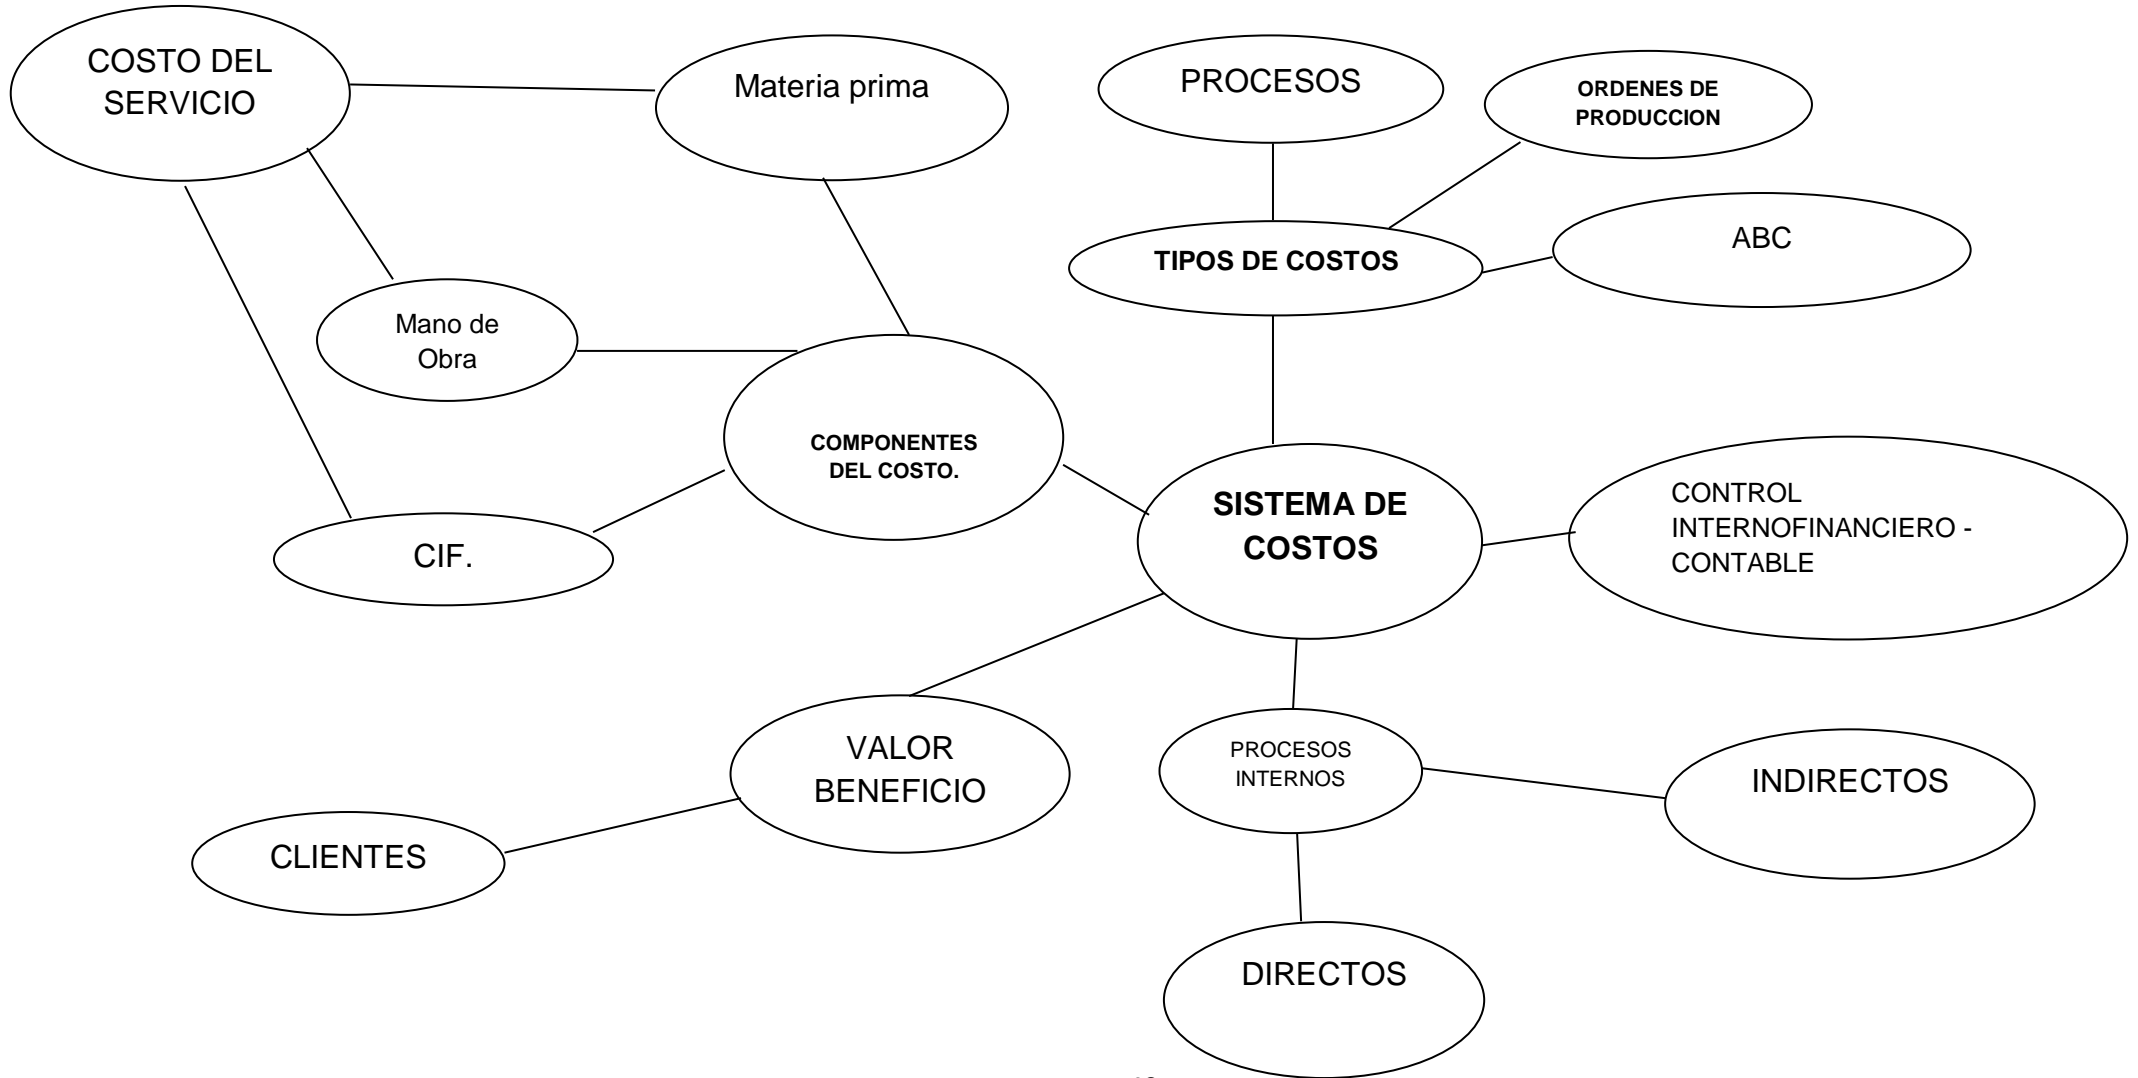 COSTO DEL
SERVICIO
Materia prima
PROCESOS
ORDENES DE
PRODUCCION
TIPOS DE COSTOS
ABC
Mano de
Obra
COMPONENTES
DEL COSTO.
CIF.
SISTEMA DE
COSTOS
CONTROL
INTERNOFINANCIERO -
CONTABLE
VALOR
BENEFICIO
PROCESOS
INTERNOS
INDIRECTOS
CLIENTES
DIRECTOS